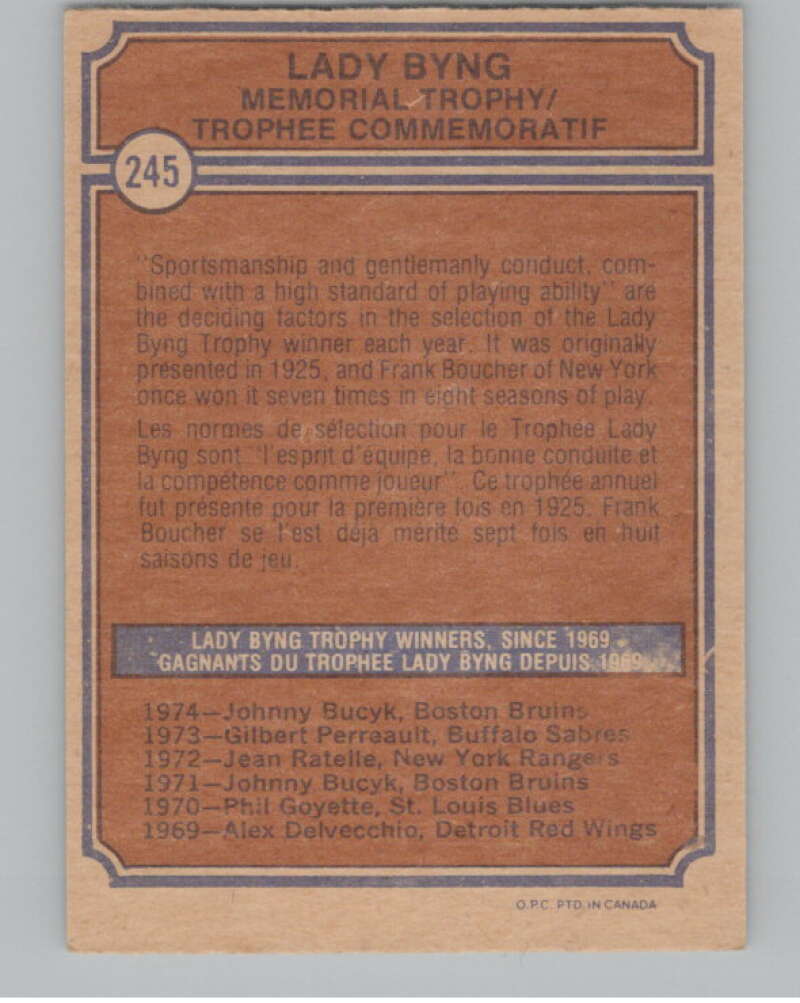 LADY BYNG
MEMORIAL TROPHY/
TROPHEE COMMEMORATIF
245
"Sportsmanship and gentlemanly conduct, com-
bined with a high standard of playing ability" are
the deciding factors in the selection of the Lady
Byng Trophy winner each year. It was originally
presented in 1925, and Frank Boucher of New York
once won it seven times in eight seasons of play.
Les normes de sélection pour le Trophée Lady
Byng sont "l'esprit d'équipe, la bonne conduite et
la compétence comme joueur". Ce trophée annuel
fut présenté pour la première fois en 1925. Frank
Boucher se l'est déjà mérité sept fois en huit
saisons de jeu.
LADY BYNG TROPHY WINNERS, SINCE 1969
GAGNANTS DU TROPHEE LADY BYNG DEPUIS 1969
1974—Johnny Bucyk, Boston Bruins
1973—Gilbert Perreault, Buffalo Sabres
1972—Jean Ratelle, New York Rangers
1971—Johnny Bucyk, Boston Bruins
1970—Phil Goyette, St. Louis Blues
1969—Alex Delvecchio, Detroit Red Wings
O.P.C. PTD. IN CANADA